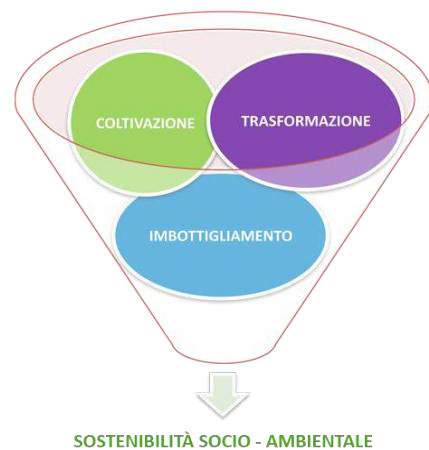 COLTIVAZIONE
TRASFORMAZIONE
IMBOTTIGLIAMENTO
SOSTENIBILITÀ SOCIO - AMBIENTALE